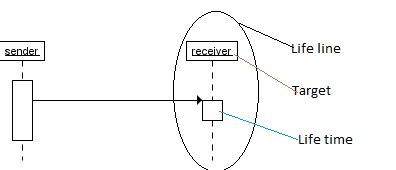 sender
receiver
Life line
Target
Life time